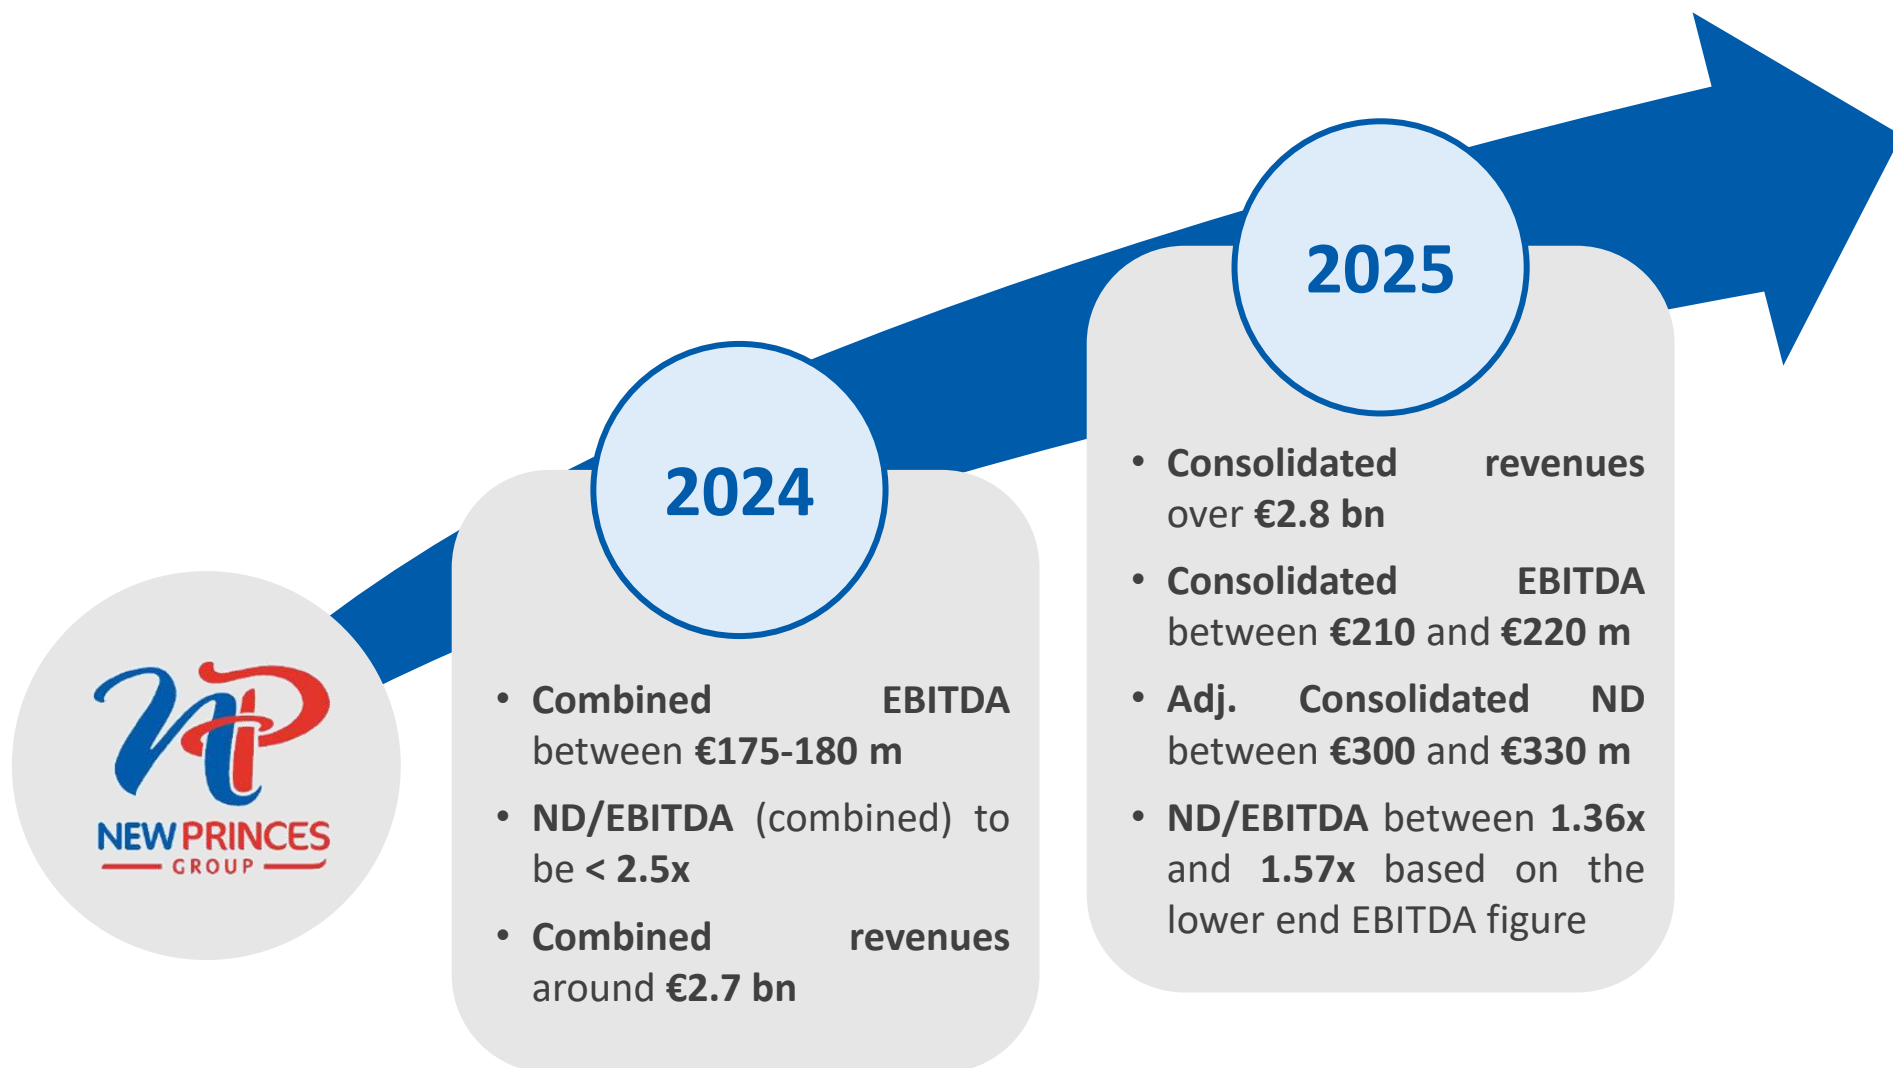 NEW PRINCES
GROUP
2024
• Combined EBITDA
between €175-180 m
• ND/EBITDA (combined) to
be < 2.5x
• Combined revenues
around €2.7 bn
2025
• Consolidated revenues
over €2.8 bn
• Consolidated EBITDA
between €210 and €220 m
• Adj. Consolidated ND
between €300 and €330 m
• ND/EBITDA between 1.36x
and 1.57x based on the
lower end EBITDA figure